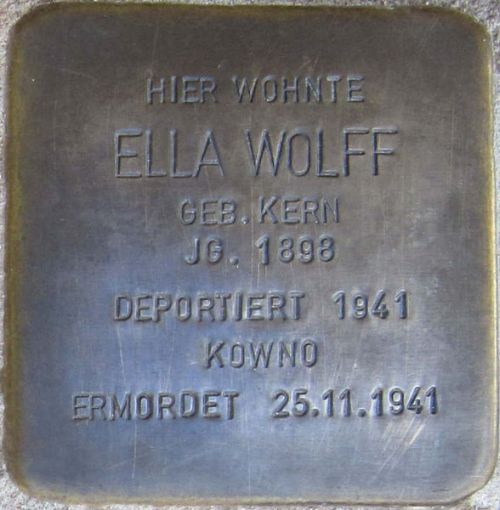 HIER WOHNTE
ELLA WOLFF
GEB. KERN
JG. 1898
DEPORTIERT 1941
KOWNO
ERMORDET 25.11.1941